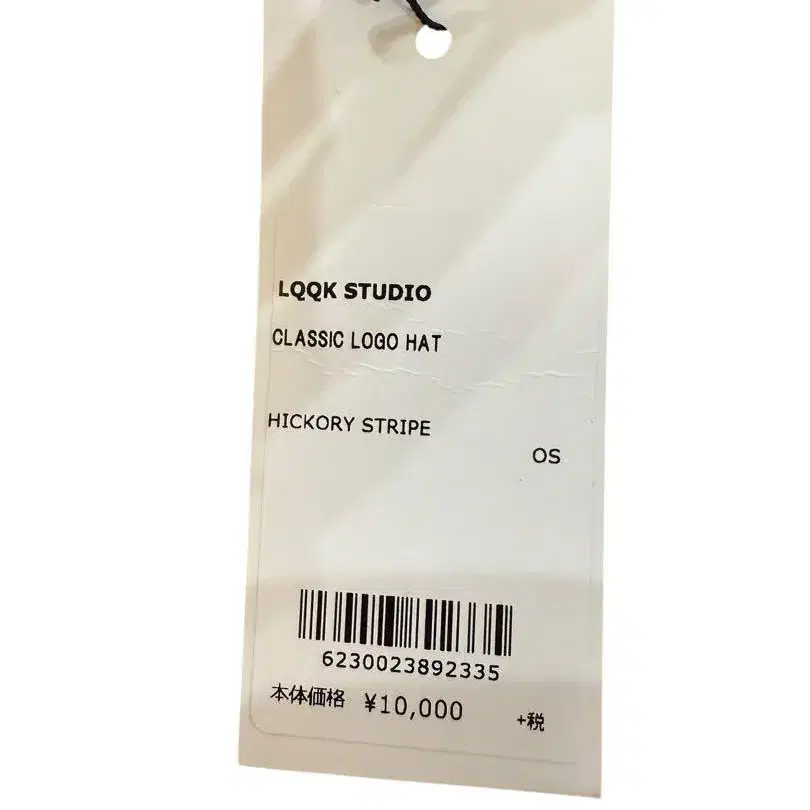 LQQK STUDIO
CLASSIC LOGO HAT
HICKORY STRIPE
OS
6230023892335
本体価格 ¥10,000 +税